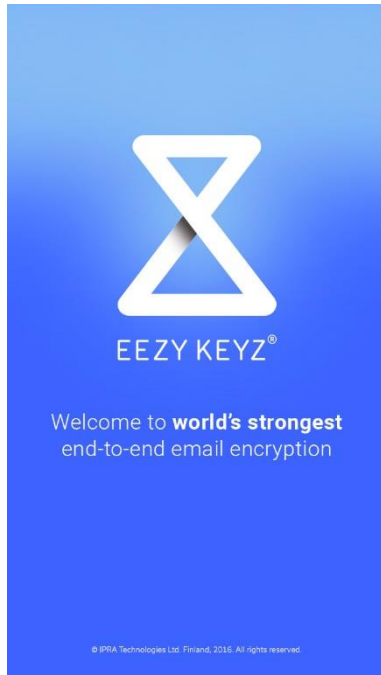 EEZY KEYZ®
Welcome to world's strongest
end-to-end email encryption
© IPRA Technologies Ltd. Finland, 2016. All rights reserved.